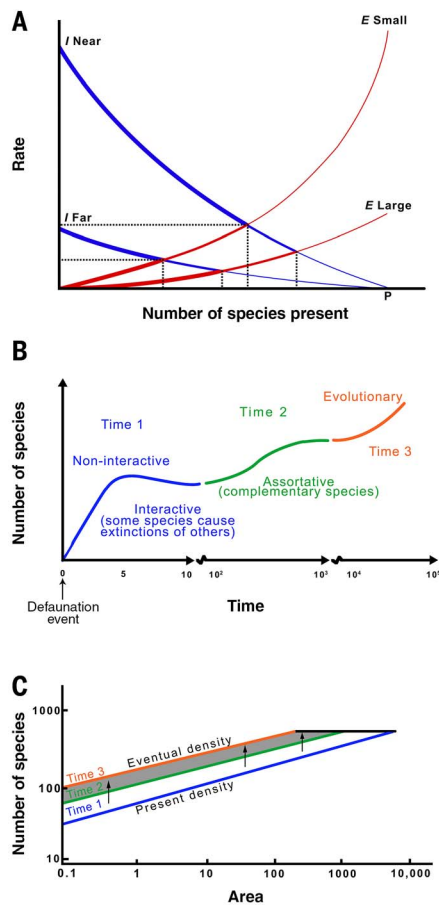 A
I Near
E Small
Rate
I Far
E Large
P
Number of species present
B
Number of species
Time 1
Time 2
Evolutionary
Time 3
Non-interactive
Interactive
(some species cause
extinctions of others)
Assortative
(complementary species)
0
5
10
10²
10³
10⁴
10⁵
Defaunation
event
Time
C
Number of species
1000
100
10
Time 3
Time 2
Time 1
Eventual density
Present density
0.1
1
10
100
1000
10,000
Area